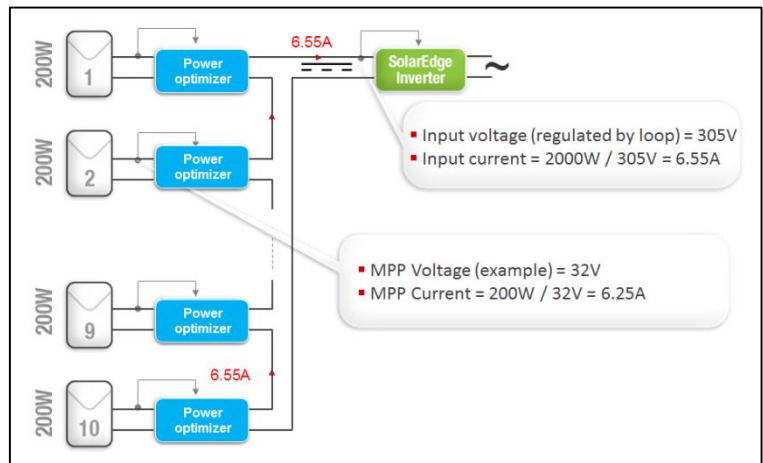 200W
1
Power
optimizer
6.55A
SolarEdge
Inverter
~
▪ Input voltage (regulated by loop) = 305V
▪ Input current = 2000W / 305V = 6.55A
200W
2
Power
optimizer
▪ MPP Voltage (example) = 32V
▪ MPP Current = 200W / 32V = 6.25A
200W
9
Power
optimizer
6.55A
200W
10
Power
optimizer